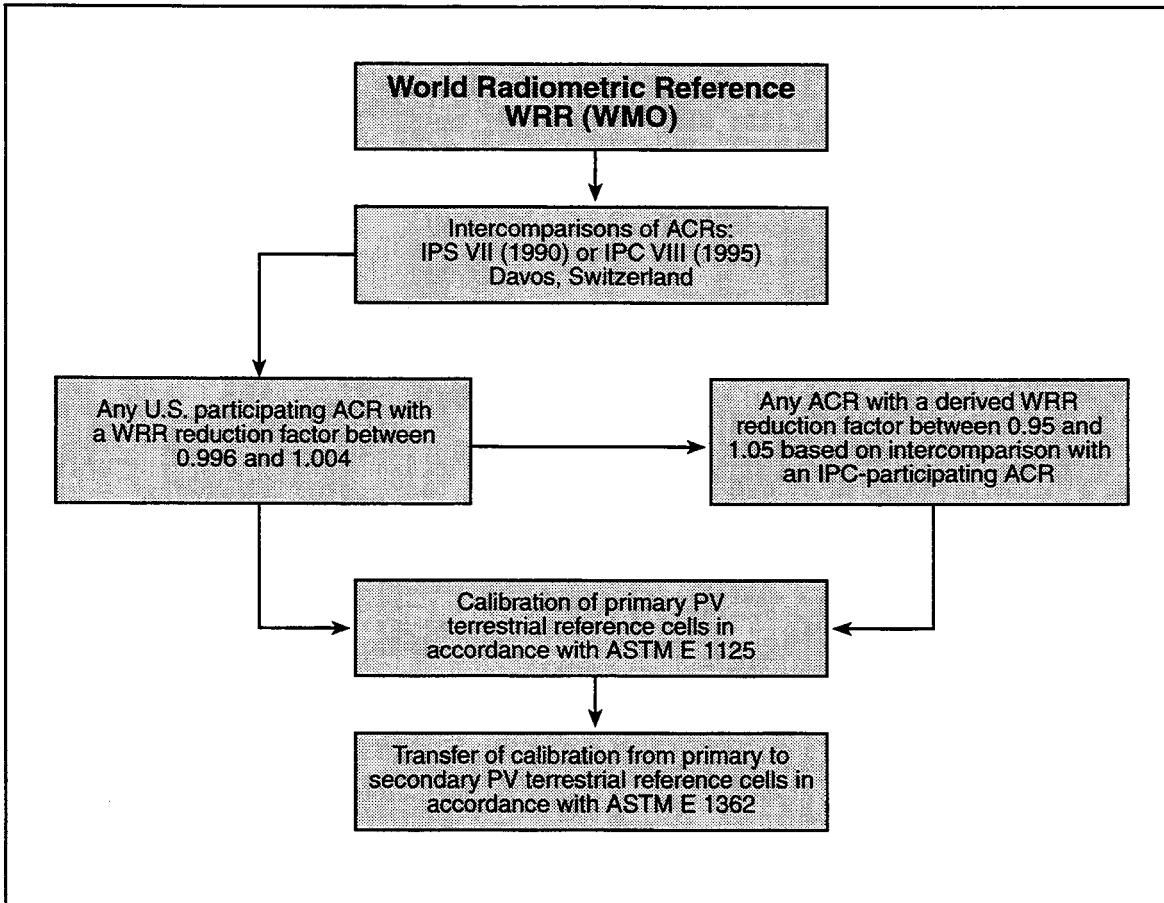 World Radiometric Reference
WRR (WMO)
Intercomparisons of ACRs:
IPS VII (1990) or IPC VIII (1995)
Davos, Switzerland
Any U.S. participating ACR with
a WRR reduction factor between
0.996 and 1.004
Any ACR with a derived WRR
reduction factor between 0.95 and
1.05 based on intercomparison with
an IPC-participating ACR
Calibration of primary PV
terrestrial reference cells in
accordance with ASTM E 1125
Transfer of calibration from primary to
secondary PV terrestrial reference cells in
accordance with ASTM E 1362